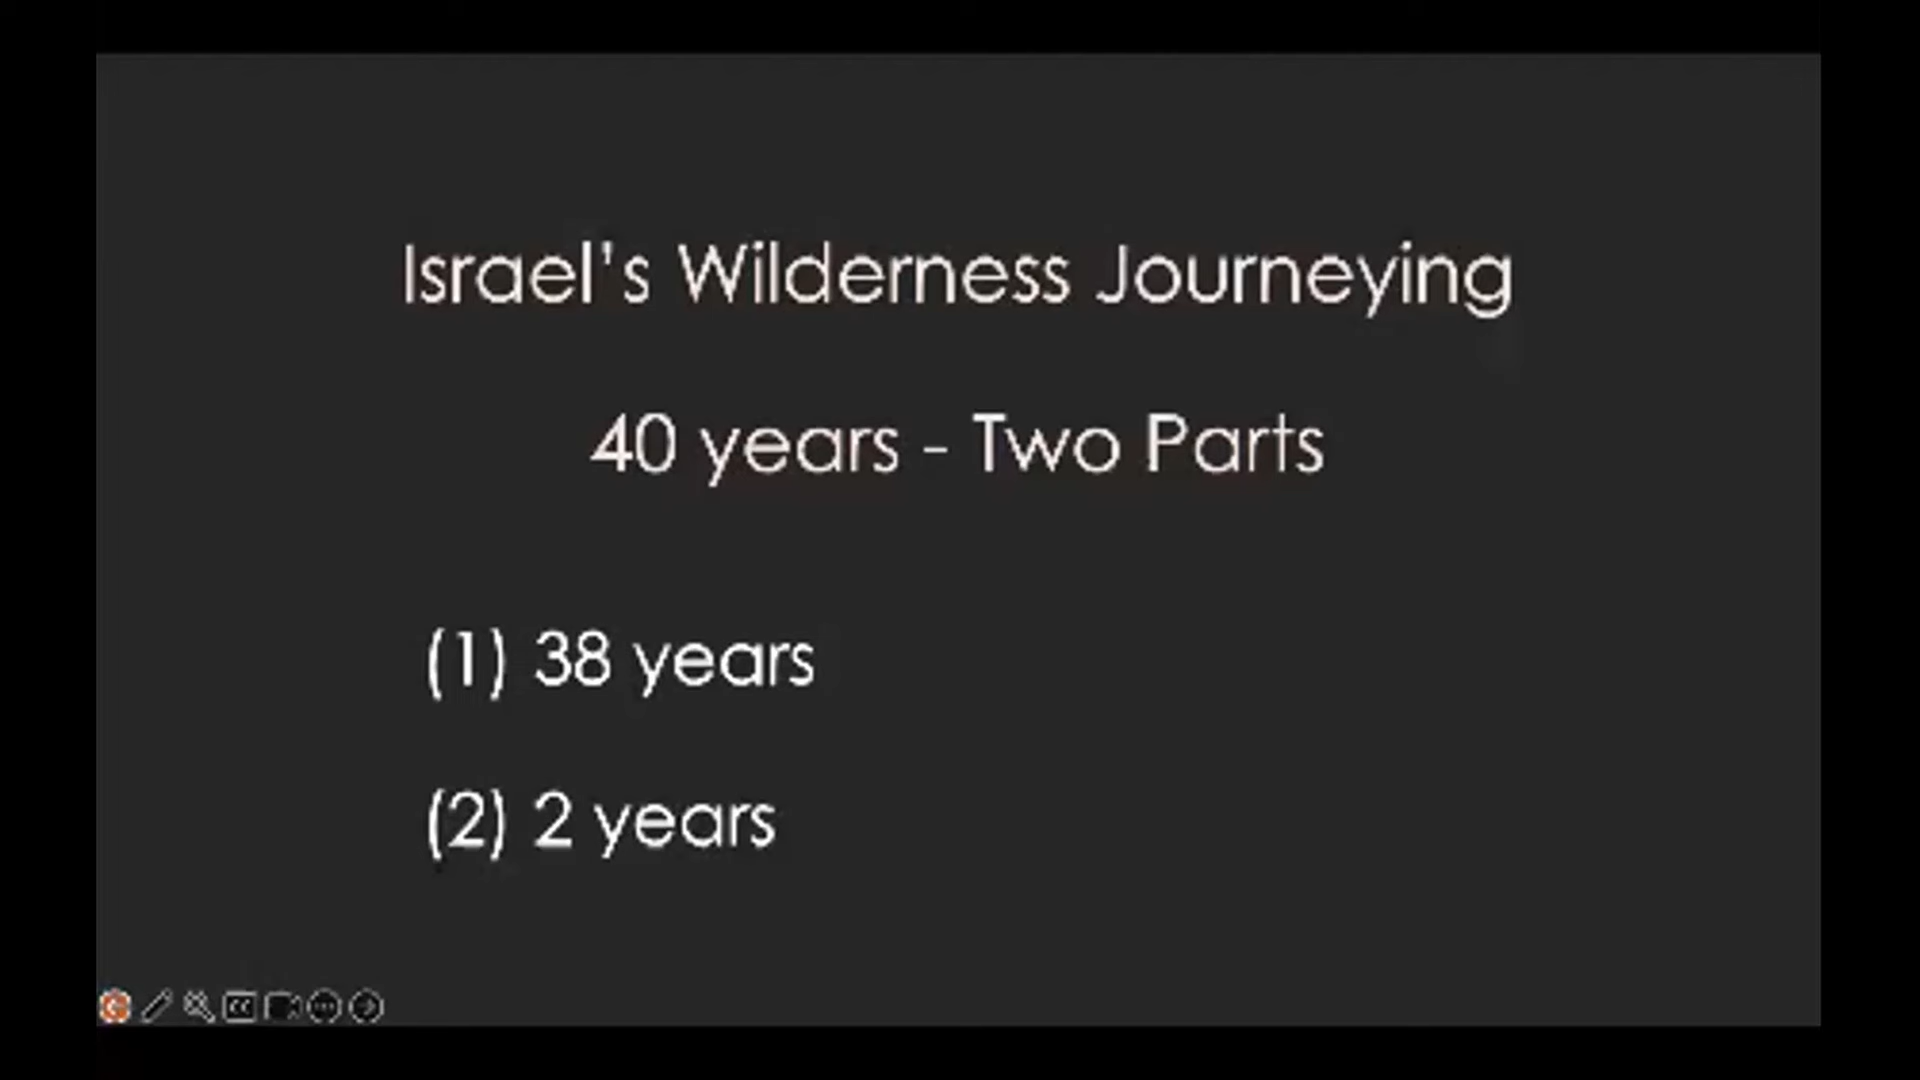 Israel's Wilderness Journeying
40 years - Two Parts
(1) 38 years
(2) 2 years